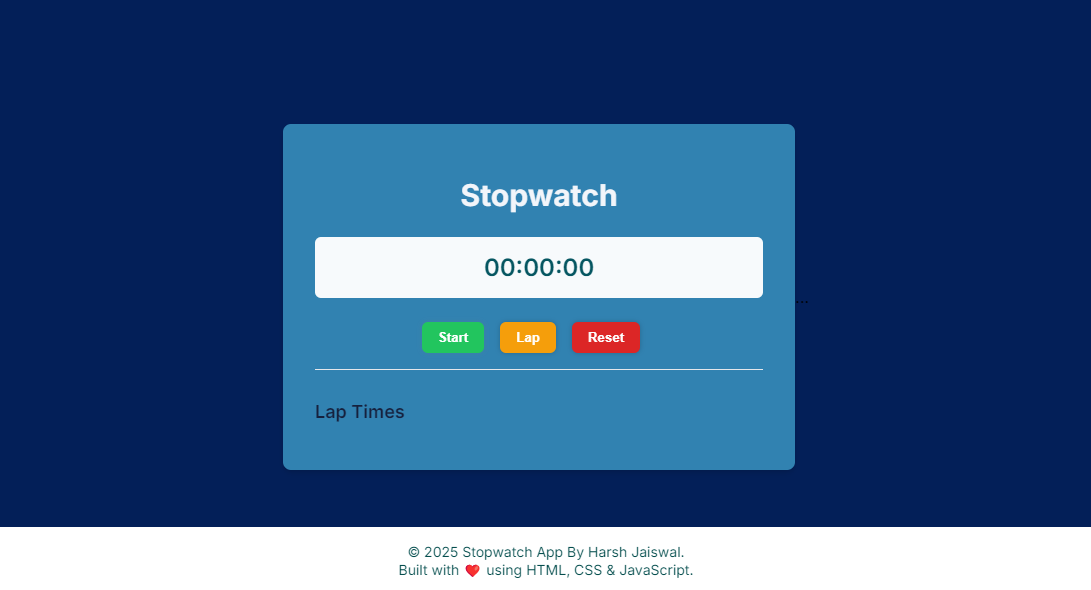 Stopwatch
00:00:00
...
Start Lap Reset
Lap Times
© 2025 Stopwatch App By Harsh Jaiswal.
Built with ❤️ using HTML, CSS & JavaScript.